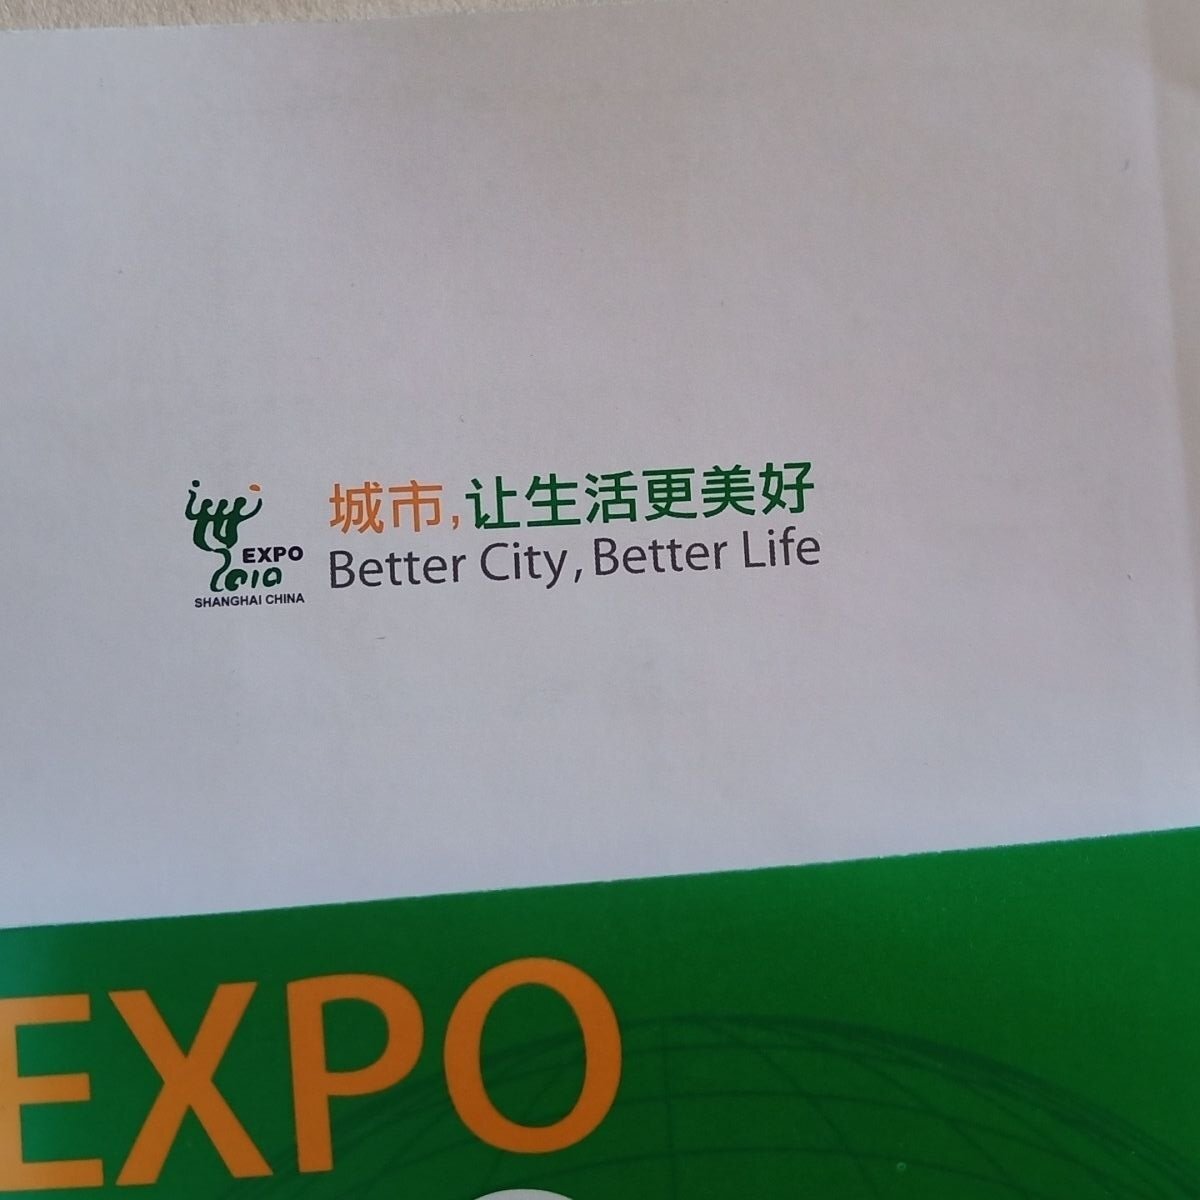 EXPO
2010
SHANGHAI CHINA
城市,让生活更美好
Better City, Better Life
EXPO